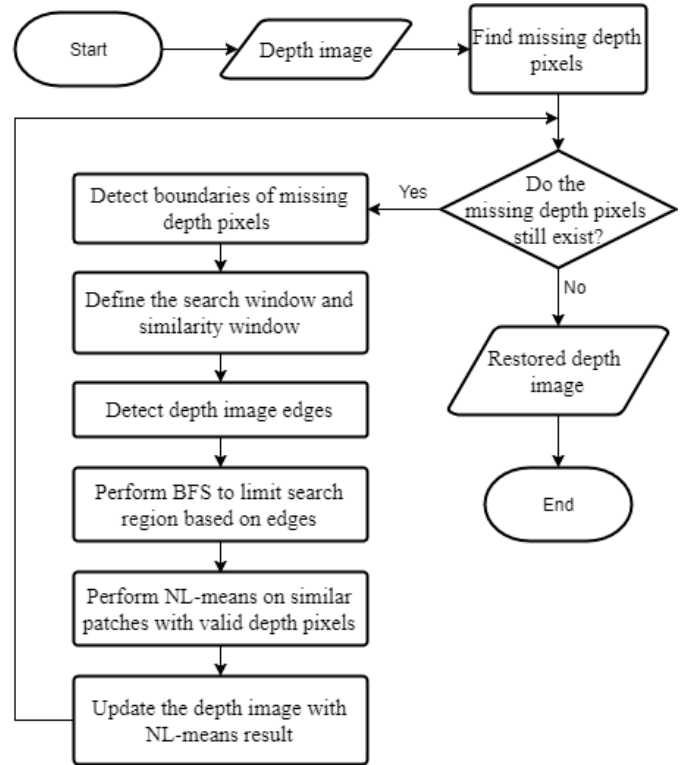 Start
Depth image
Find missing depth
pixels
Do the
missing depth pixels
still exist?
Yes
No
Detect boundaries of missing
depth pixels
Define the search window and
similarity window
Detect depth image edges
Perform BFS to limit search
region based on edges
Perform NL-means on similar
patches with valid depth pixels
Update the depth image with
NL-means result
Restored depth
image
End